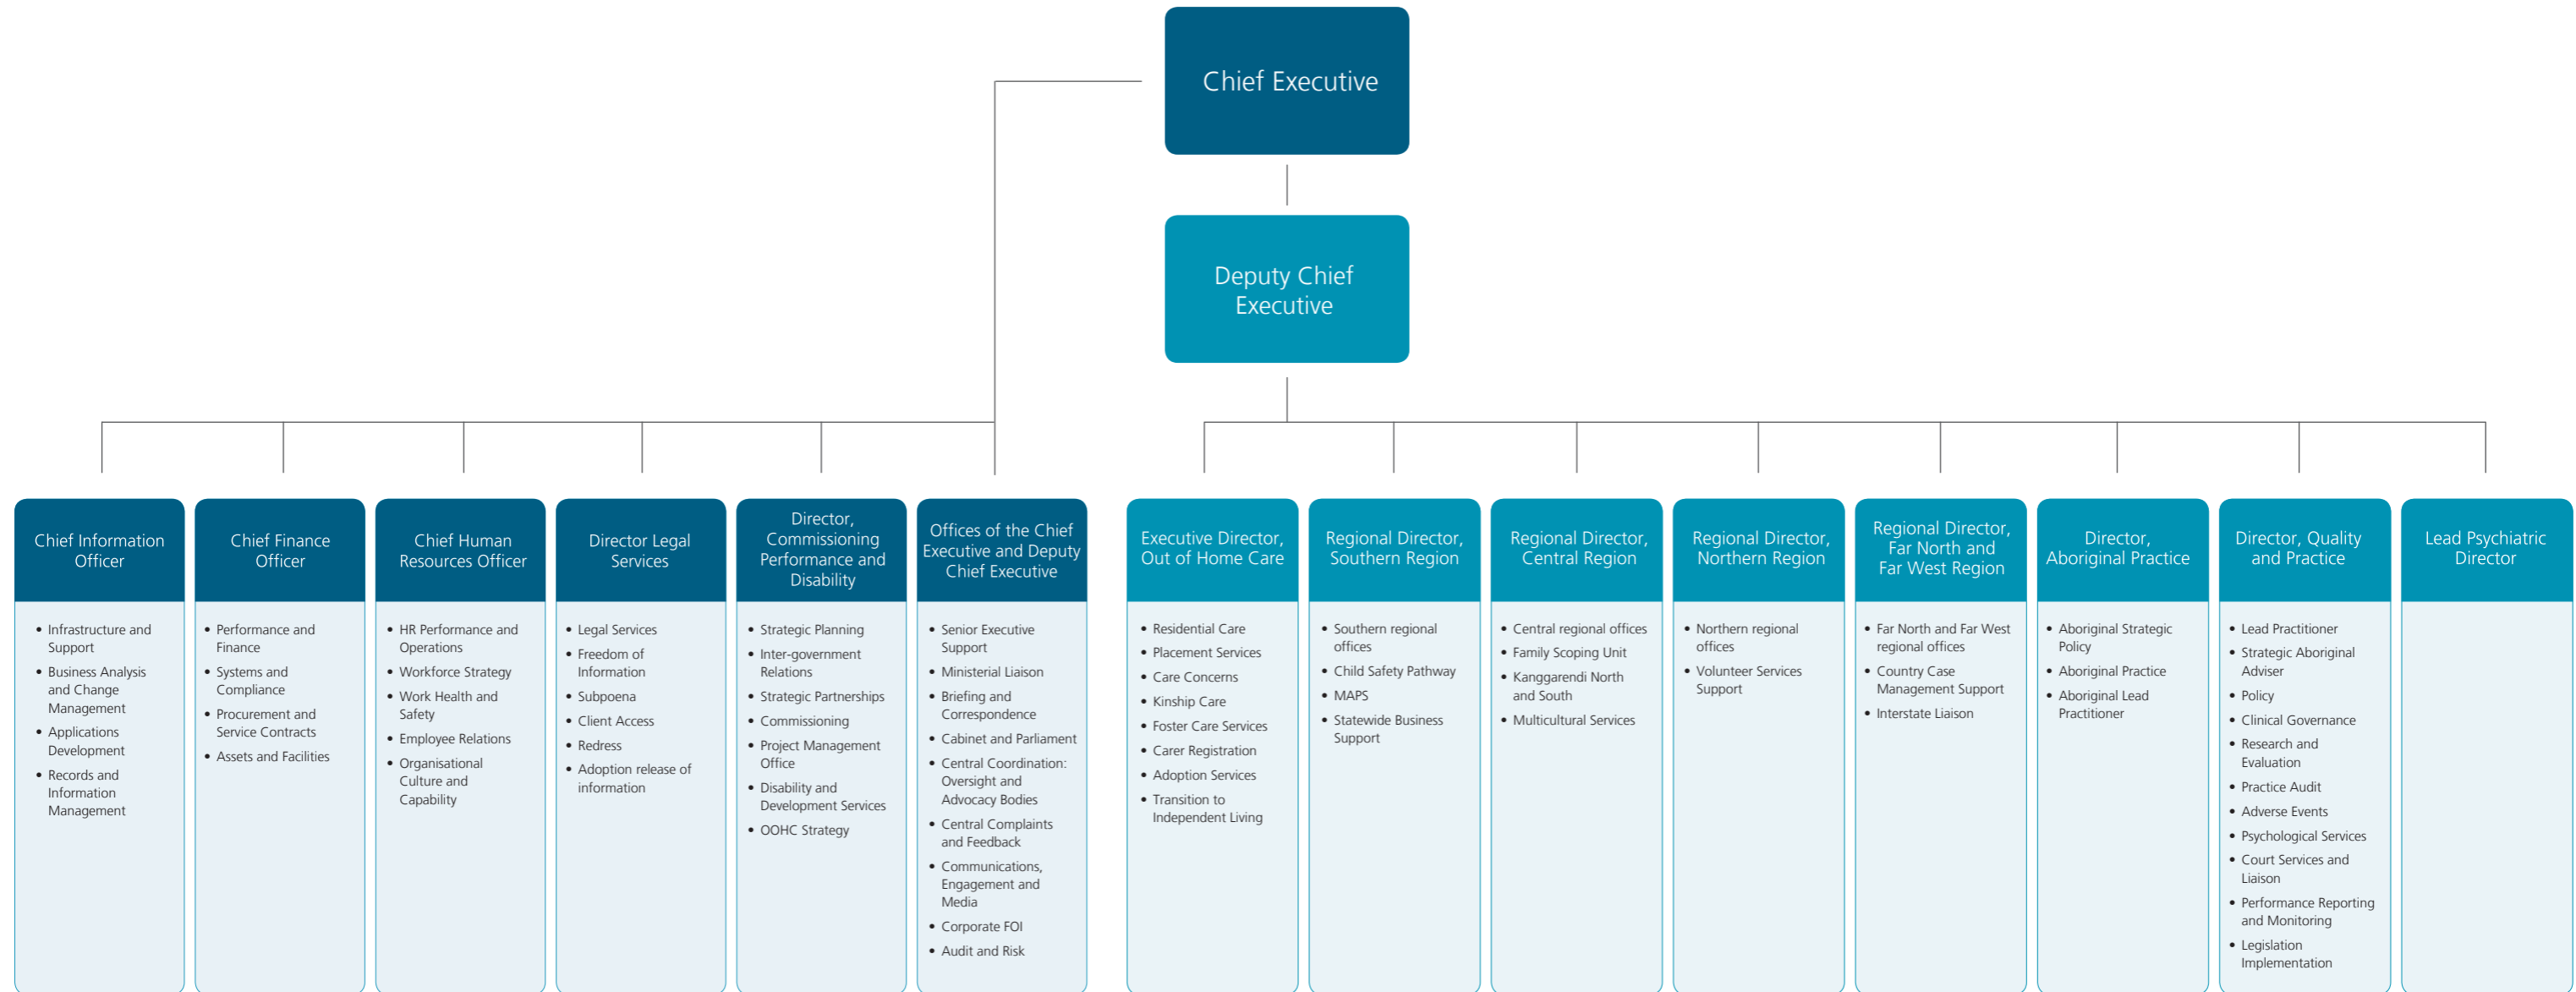 Chief Executive
Deputy Chief
Executive
Chief Information
Officer
• Infrastructure and
Support
• Business Analysis
and Change
Management
• Applications
Development
• Records and
Information
Management
Chief Finance
Officer
• Performance and
Finance
• Systems and
Compliance
• Procurement and
Service Contracts
• Assets and Facilities
Chief Human
Resources Officer
• HR Performance and
Operations
• Workforce Strategy
• Work Health and
Safety
• Employee Relations
• Organisational
Culture and
Capability
Director Legal
Services
• Legal Services
• Freedom of
Information
• Subpoena
• Client Access
• Redress
• Adoption release of
information
Director,
Commissioning
Performance and
Disability
• Strategic Planning
• Inter-government
Relations
• Strategic Partnerships
• Commissioning
• Project Management
Office
• Disability and
Development Services
• OOHC Strategy
Offices of the Chief
Executive and Deputy
Chief Executive
• Senior Executive
Support
• Ministerial Liaison
• Briefing and
Correspondence
• Cabinet and Parliament
• Central Coordination:
Oversight and
Advocacy Bodies
• Central Complaints
and Feedback
• Communications,
Engagement and
Media
• Corporate FOI
• Audit and Risk
Executive Director,
Out of Home Care
• Residential Care
• Placement Services
• Care Concerns
• Kinship Care
• Foster Care Services
• Carer Registration
• Adoption Services
• Transition to
Independent Living
Regional Director,
Southern Region
• Southern regional
offices
• Child Safety Pathway
• MAPS
• Statewide Business
Support
Regional Director,
Central Region
• Central regional offices
• Family Scoping Unit
• Kanggarendi North
and South
• Multicultural Services
Regional Director,
Northern Region
• Northern regional
offices
• Volunteer Services
Support
Regional Director,
Far North and
Far West Region
• Far North and Far West
regional offices
• Country Case
Management Support
• Interstate Liaison
Director,
Aboriginal Practice
• Aboriginal Strategic
Policy
• Aboriginal Practice
• Aboriginal Lead
Practitioner
Director, Quality
and Practice
• Lead Practitioner
• Strategic Aboriginal
Adviser
• Policy
• Clinical Governance
• Research and
Evaluation
• Practice Audit
• Adverse Events
• Psychological Services
• Court Services and
Liaison
• Performance Reporting
and Monitoring
• Legislation
Implementation
Lead Psychiatric
Director